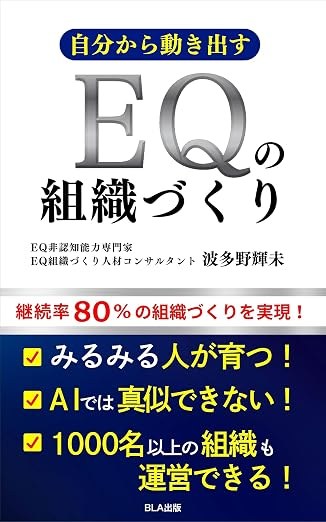 自分から動き出す
EQの
組織づくり
EQ非認知能力専門家
EQ組織づくり人材コンサルタント 波多野輝未
継続率80%の組織づくりを実現！
みるみる人が育つ！
AIでは真似できない！
1000名以上の組織も
運営できる！
BLA出版